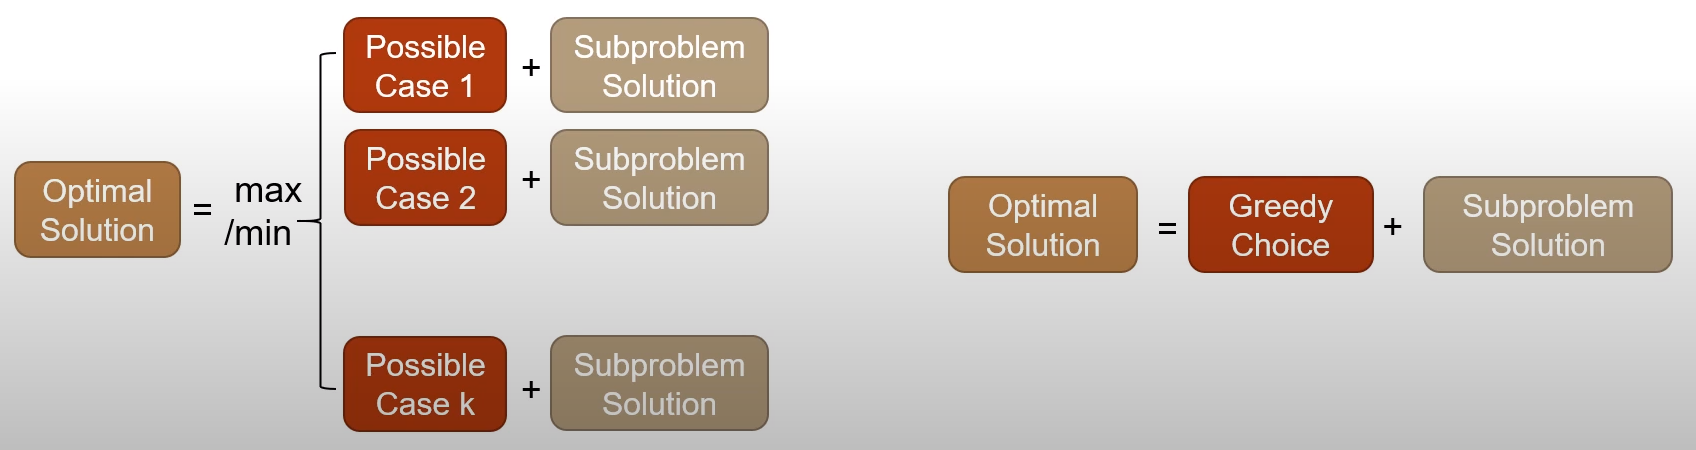 Possible
Case 1
+
Subproblem
Solution
Possible
Case 2
+
Subproblem
Solution
Optimal
Solution
=
max
/min
Possible
Case k
+
Subproblem
Solution
Optimal
Solution
=
Greedy
Choice
+
Subproblem
Solution